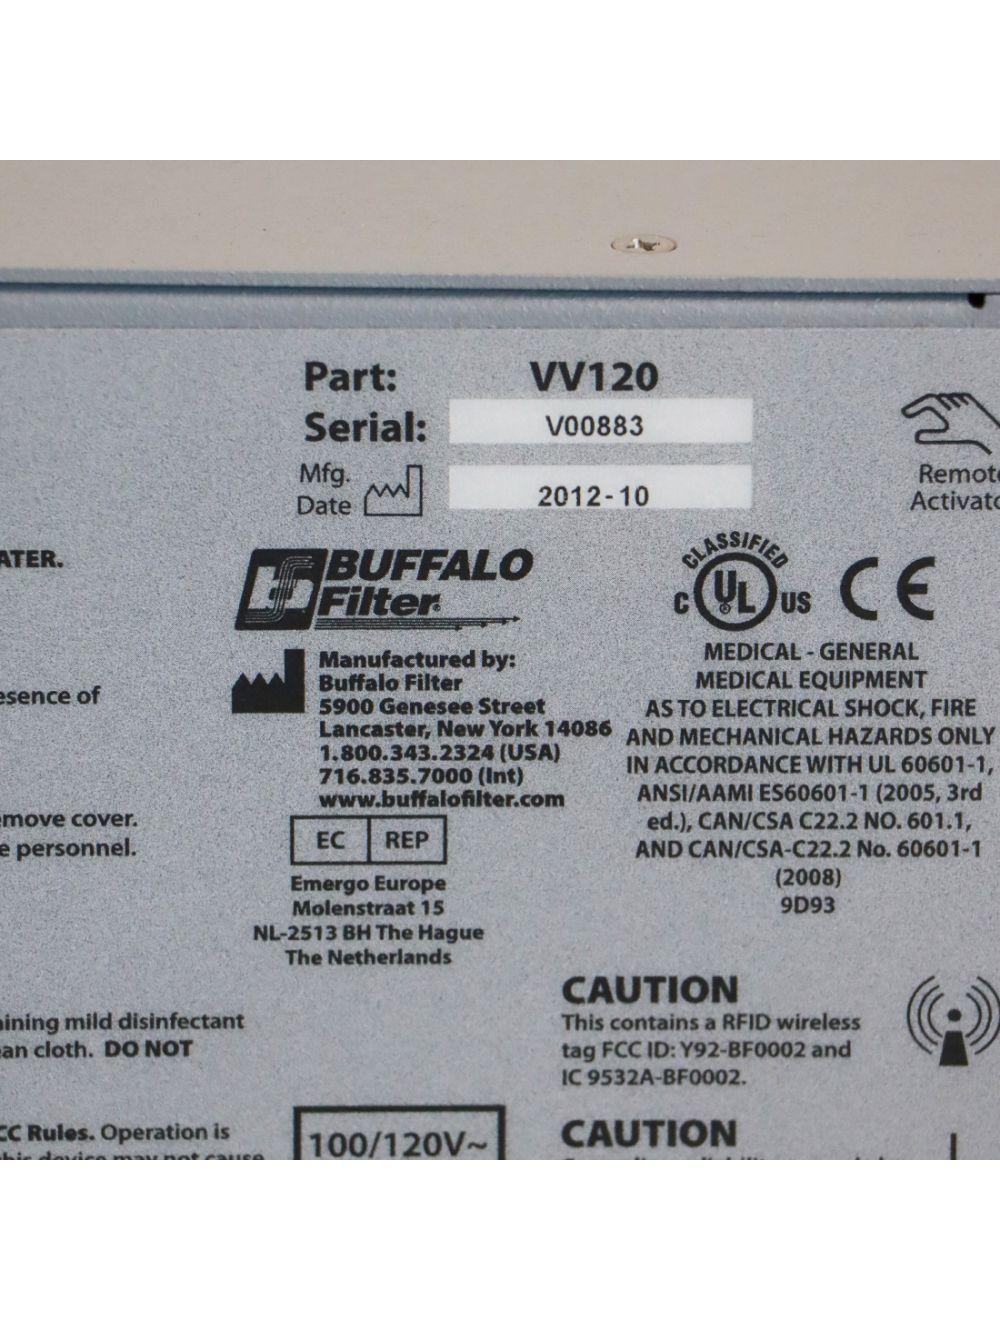 Part: VV120
Serial: V00883
Mfg.
Date 2012-10
Remote
Activator
ATER.
BUFFALO
Filter
CLASSIFIED
C UL US CE
Manufactured by:
Buffalo Filter
5900 Genesee Street
Lancaster, New York 14086
1.800.343.2324 (USA)
716.835.7000 (Int)
www.buffalofilter.com
EC REP
Emergo Europe
Molenstraat 15
NL-2513 BH The Hague
The Netherlands
MEDICAL - GENERAL
MEDICAL EQUIPMENT
AS TO ELECTRICAL SHOCK, FIRE
AND MECHANICAL HAZARDS ONLY
IN ACCORDANCE WITH UL 60601-1,
ANSI/AAMI ES60601-1 (2005, 3rd
ed.), CAN/CSA C22.2 NO. 601.1,
AND CAN/CSA-C22.2 No. 60601-1
(2008)
9D93
esence of
emove cover.
e personnel.
ining mild disinfectant
an cloth. DO NOT
CC Rules. Operation is
this device may not cause
100/120V~
CAUTION
This contains a RFID wireless
tag FCC ID: Y92-BF0002 and
IC 9532A-BF0002.
CAUTION